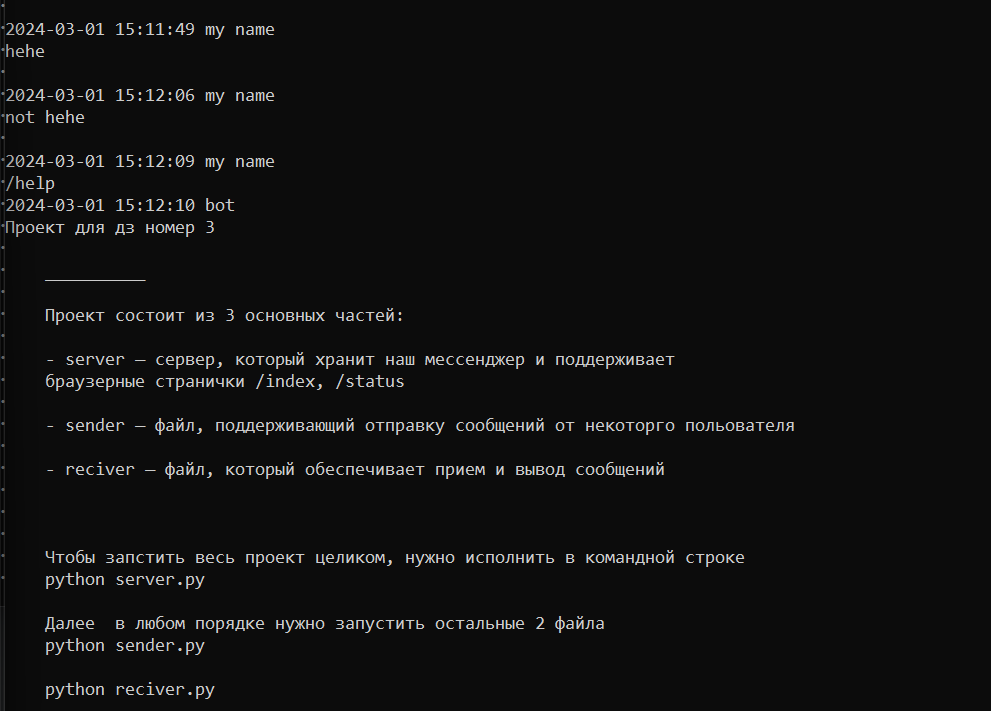 2024-03-01 15:11:49 my name
hehe
2024-03-01 15:12:06 my name
not hehe
2024-03-01 15:12:09 my name
/help
2024-03-01 15:12:10 bot
Проект для дз номер 3
___________
Проект состоит из 3 основных частей:
- server — сервер, который хранит наш мессенджер и поддерживает
браузерные странички /index, /status
- sender — файл, поддерживающий отправку сообщений от некоторго польователя
- reciver — файл, который обеспечивает прием и вывод сообщений
Чтобы запстить весь проект целиком, нужно исполнить в командной строке
python server.py
Далее  в любом порядке нужно запустить остальные 2 файла
python sender.py
python reciver.py